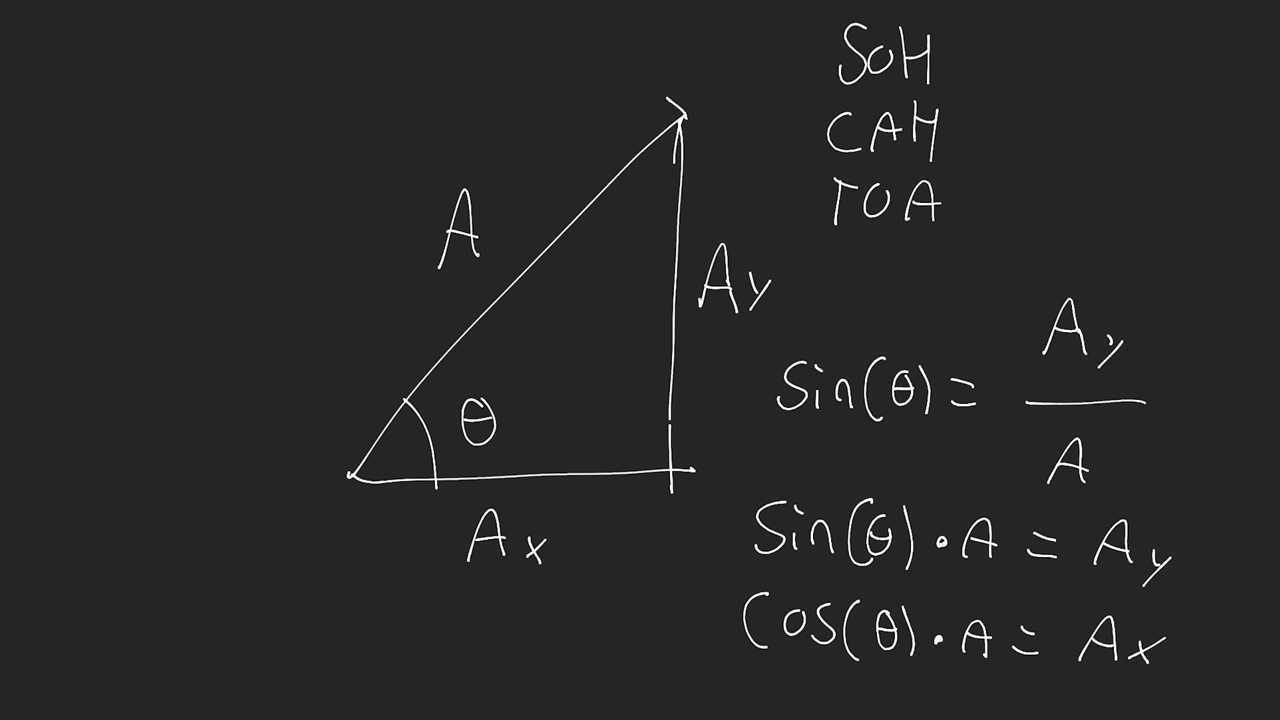 SOH
CAH
TOA
A
Ay
θ
Ax
Sin(θ) = Ay / A
Sin(θ) · A = Ay
Cos(θ) · A = Ax